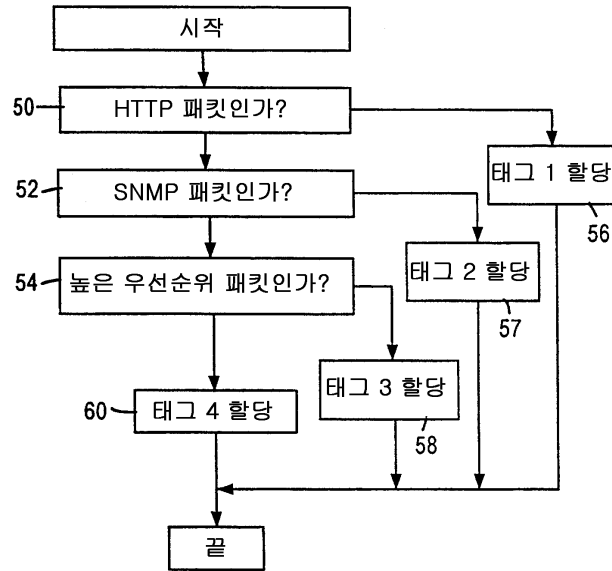 시작
50
HTTP 패킷인가?
52
SNMP 패킷인가?
태그 1 할당
56
54
높은 우선순위 패킷인가?
태그 2 할당
57
60
태그 4 할당
태그 3 할당
58
끝